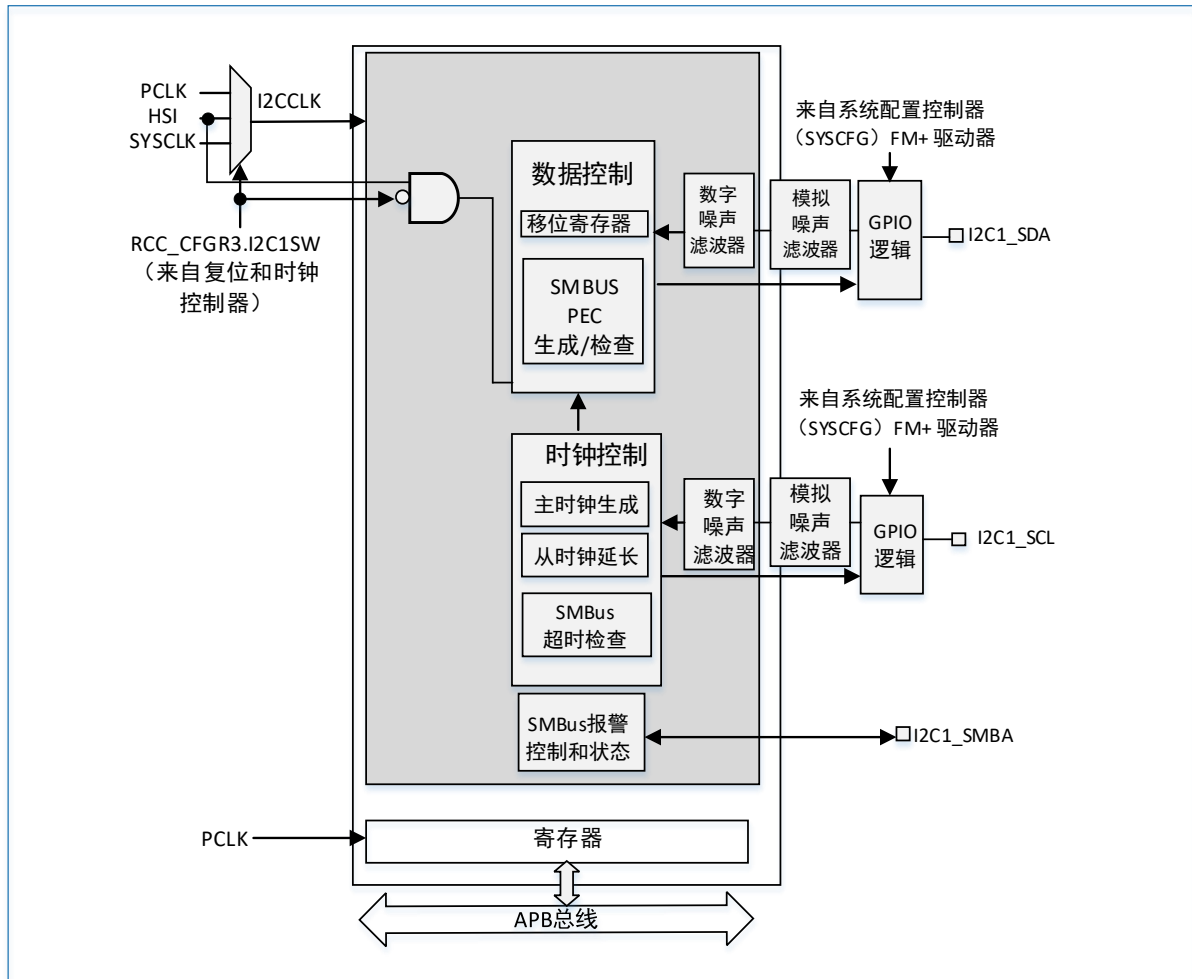 PCLK
HSI
SYSCLK
I2CCLK
RCC_CFGR3.I2C1SW
（来自复位和时钟
控制器）
数据控制
移位寄存器
SMBUS
PEC
生成/检查
数字
噪声
滤波器
模拟
噪声
滤波器
来自系统配置控制器
（SYSCFG）FM+ 驱动器
GPIO
逻辑
I2C1_SDA
时钟控制
主时钟生成
从时钟延长
SMBus
超时检查
数字
噪声
滤波器
模拟
噪声
滤波器
来自系统配置控制器
（SYSCFG）FM+ 驱动器
GPIO
逻辑
I2C1_SCL
SMBus报警
控制和状态
I2C1_SMBA
PCLK
寄存器
APB总线